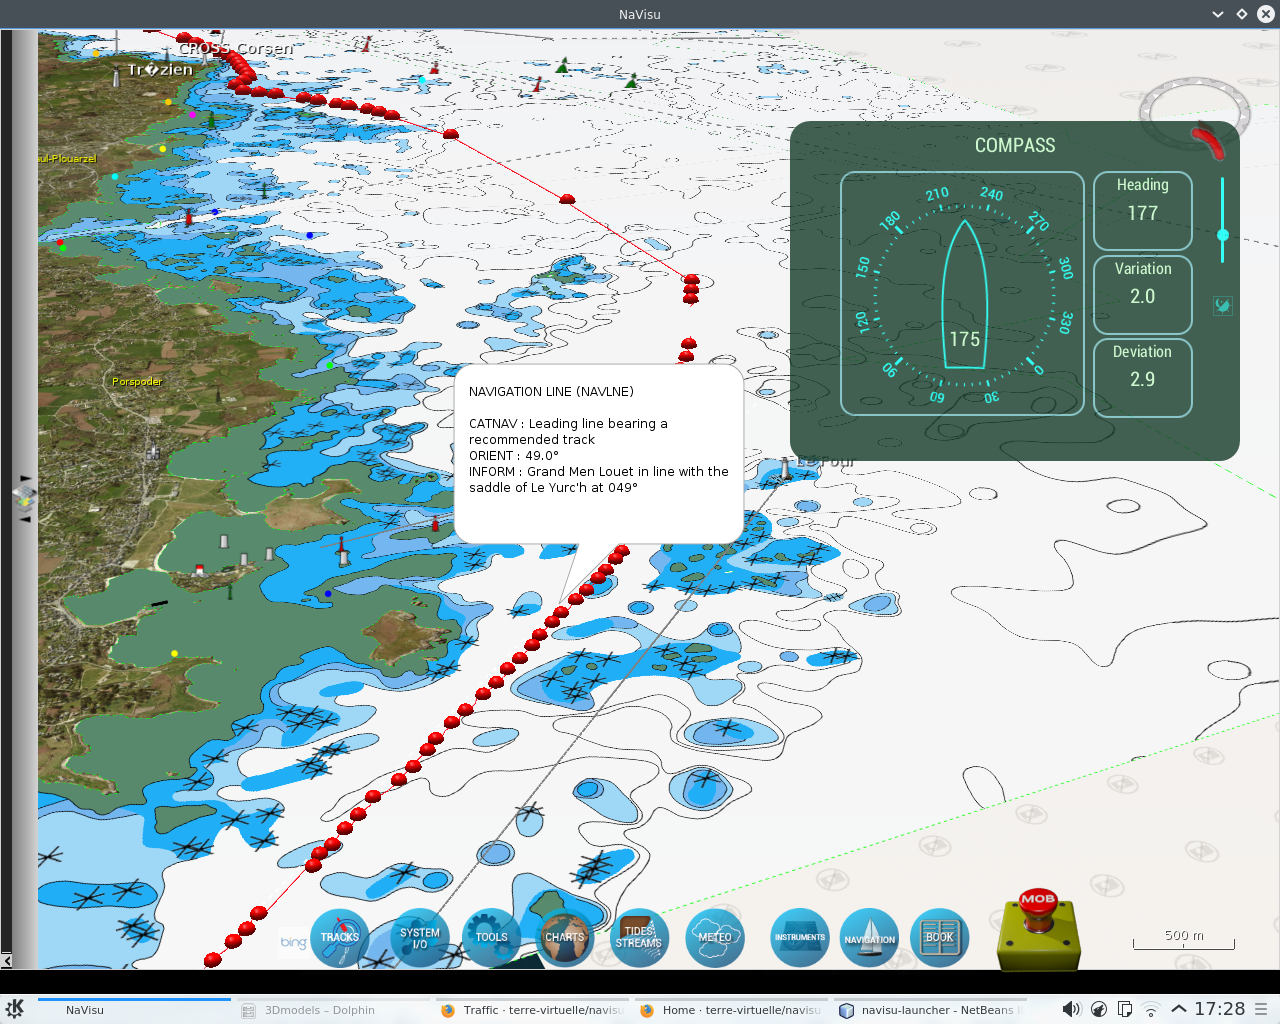 NaVisu
CROSS Corsen
Tr�zien
ul-Plouarzel
Porspoder
Le Four
NAVIGATION LINE (NAVLNE)
CATNAV : Leading line bearing a
recommended track
ORIENT : 49.0°
INFORM : Grand Men Louet in line with the
saddle of Le Yurc'h at 049°
COMPASS
210
240
180
270
150
300
120
330
90
0
60
30
175
Heading
177
Variation
2.0
Deviation
2.9
bing
TRACKS
SYSTEM
I/O
TOOLS
CHARTS
TIDES
STREAMS
METEO
INSTRUMENTS
NAVIGATION
BOOK
MOB
500 m
NaVisu
3Dmodels – Dolphin
Traffic · terre-virtuelle/navisu
Home · terre-virtuelle/navisu
navisu-launcher - NetBeans
17:28